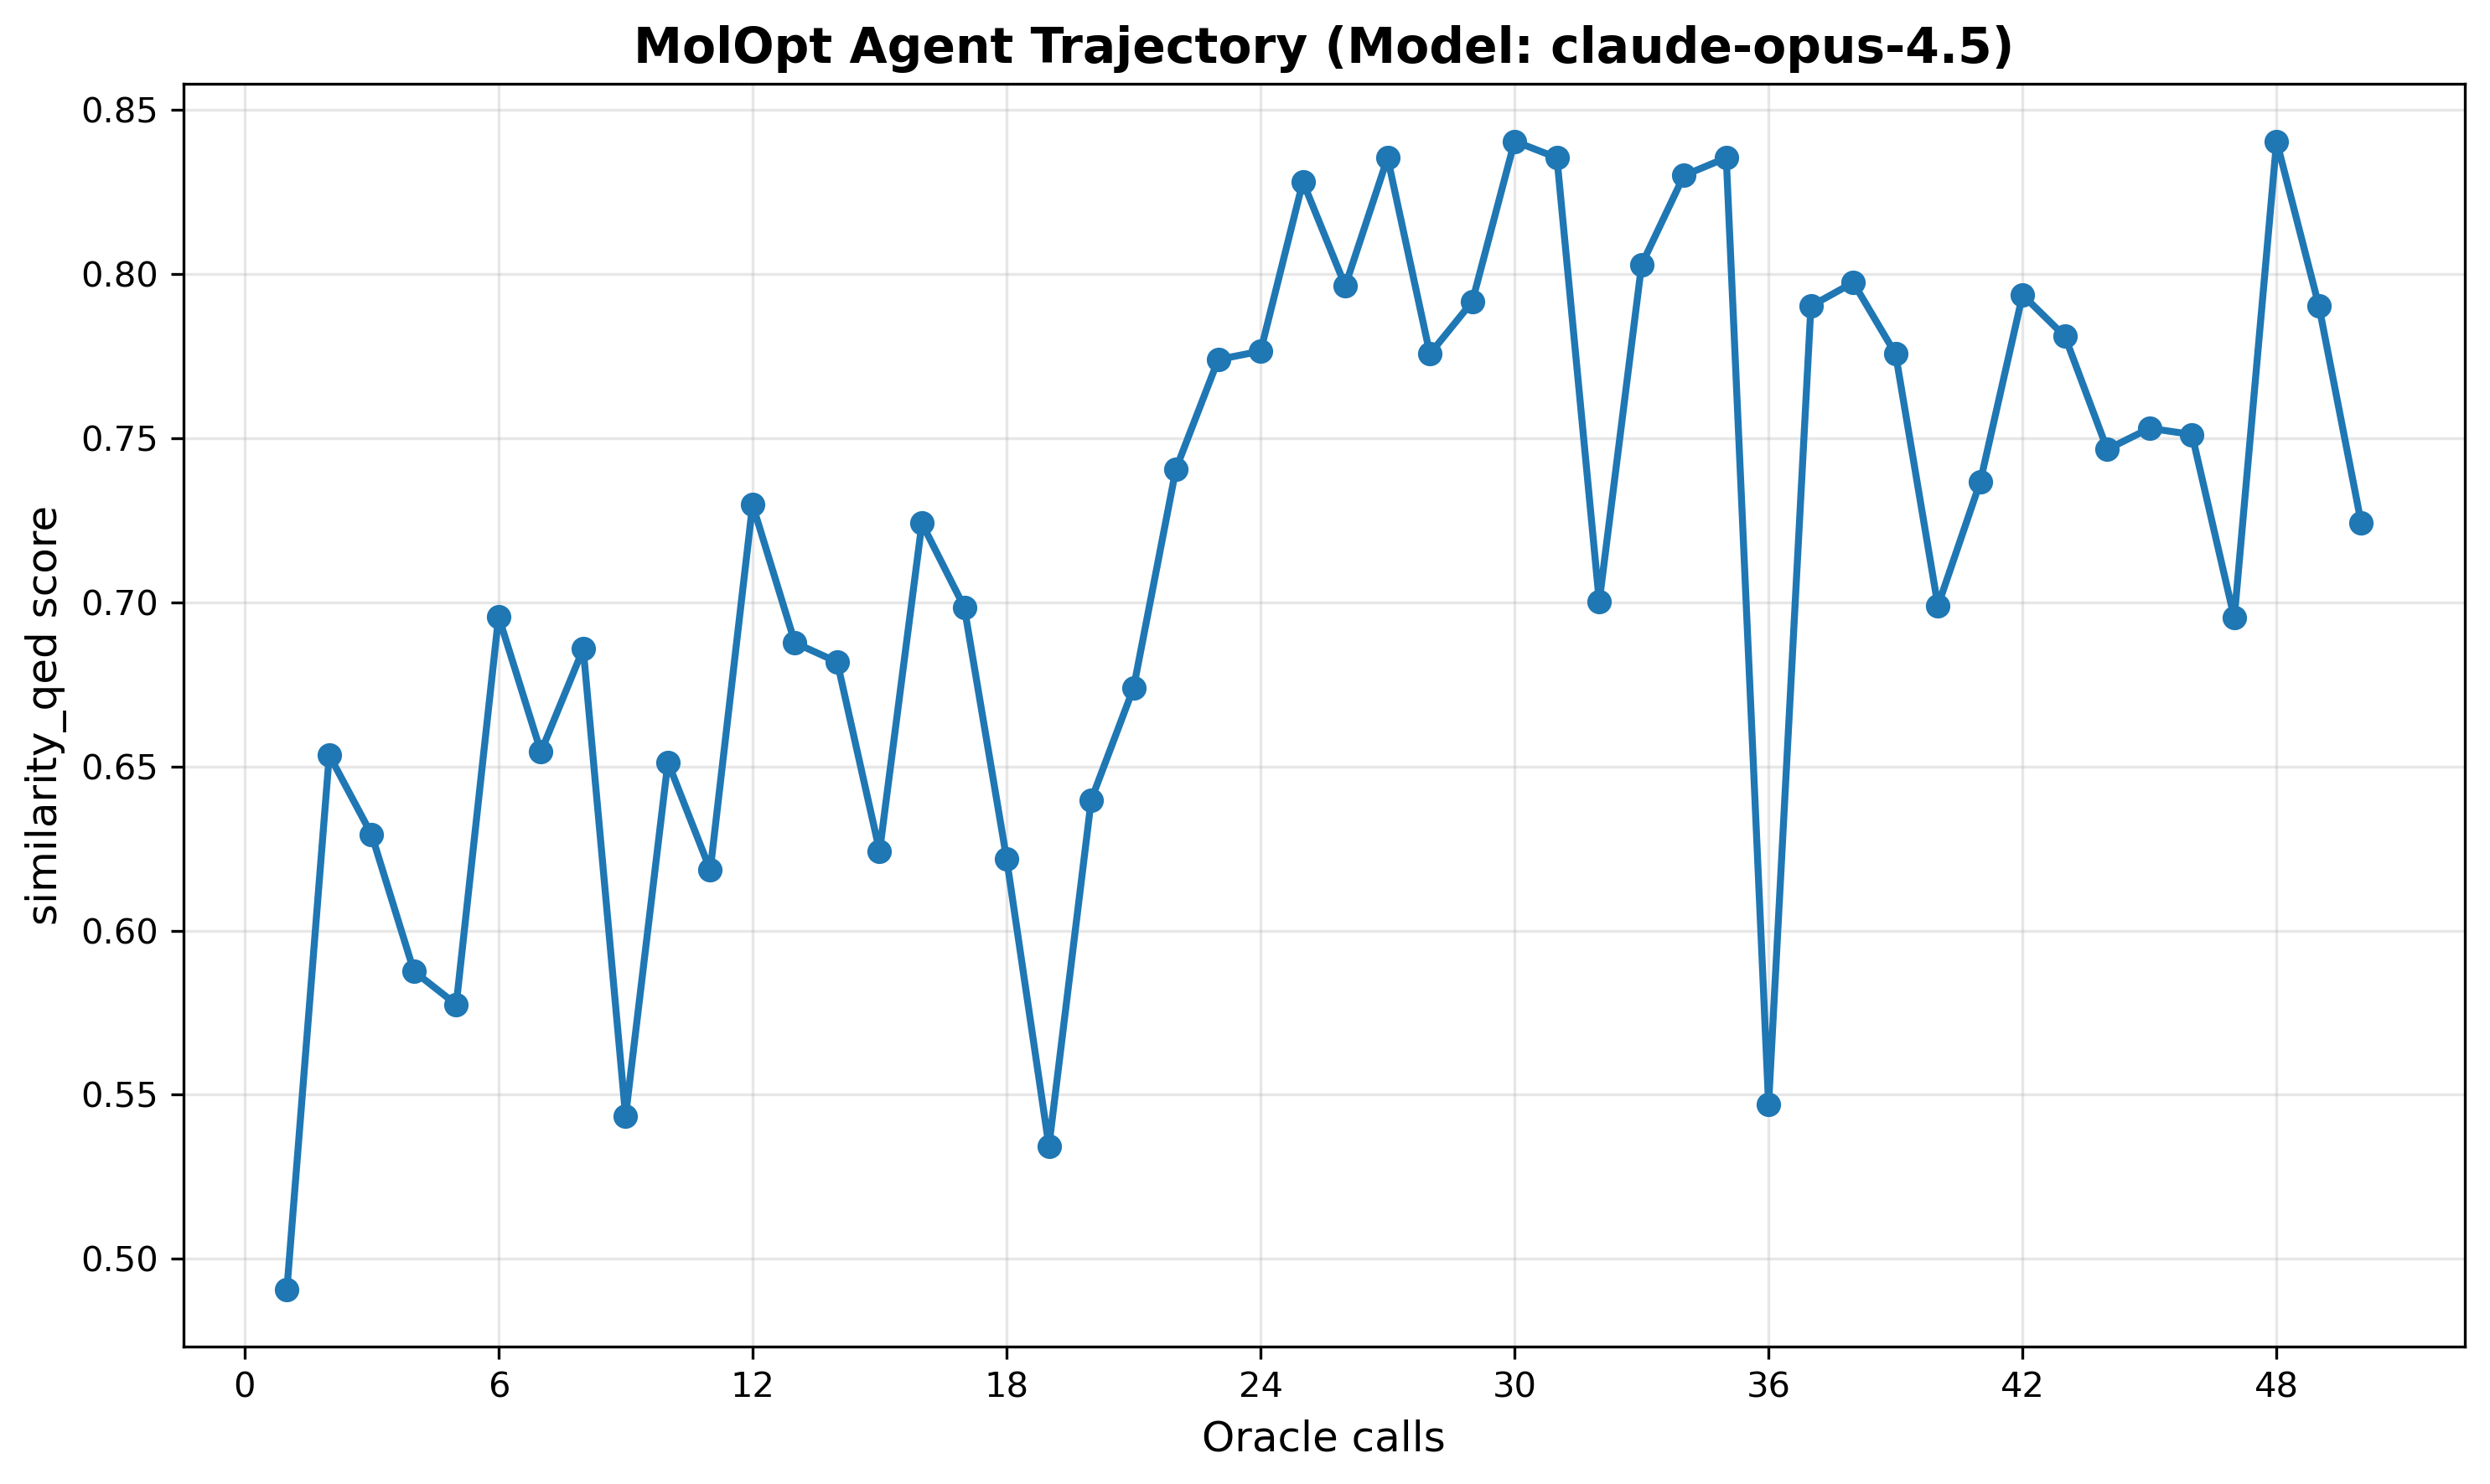 MolOpt Agent Trajectory (Model: claude-opus-4.5)
0.85
0.80
0.75
0.70
0.65
0.60
0.55
0.50
similarity_qed score
0 6 12 18 24 30 36 42 48
Oracle calls